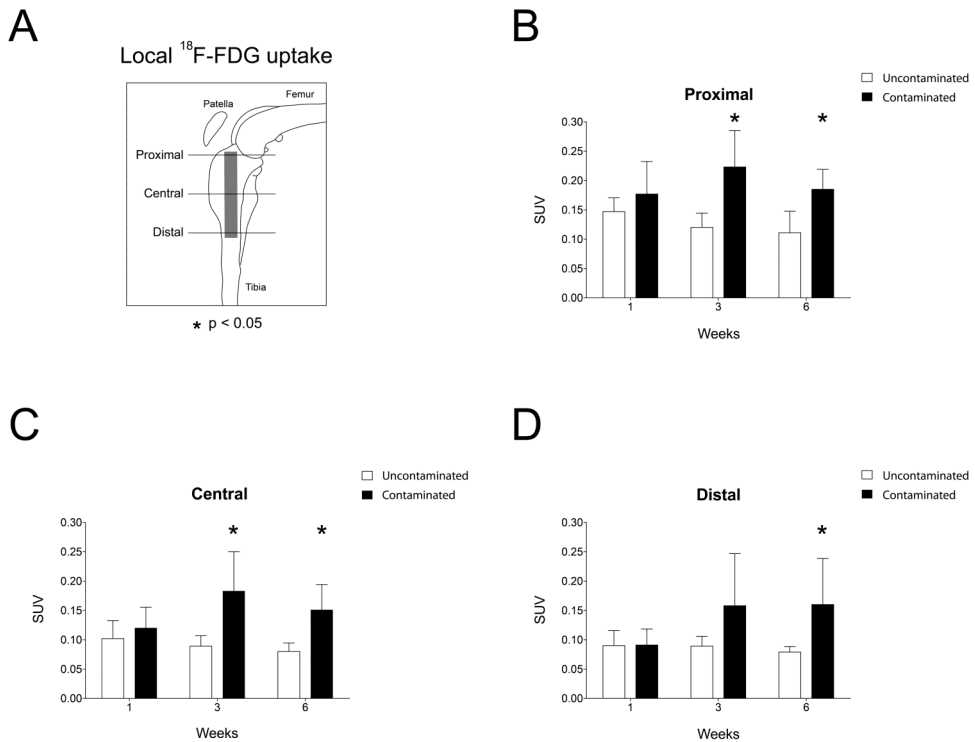 A
Local ¹⁸F-FDG uptake
Femur
Patella
Proximal
Central
Distal
Tibia
* p < 0.05
B
Uncontaminated
Contaminated
Proximal
* *
0.30
0.25
0.20
0.15
0.10
0.05
0.00
SUV
1 3 6
Weeks
C
Uncontaminated
Contaminated
Central
* *
0.30
0.25
0.20
0.15
0.10
0.05
0.00
SUV
1 3 6
Weeks
D
Uncontaminated
Contaminated
Distal
*
0.30
0.25
0.20
0.15
0.10
0.05
0.00
SUV
1 3 6
Weeks